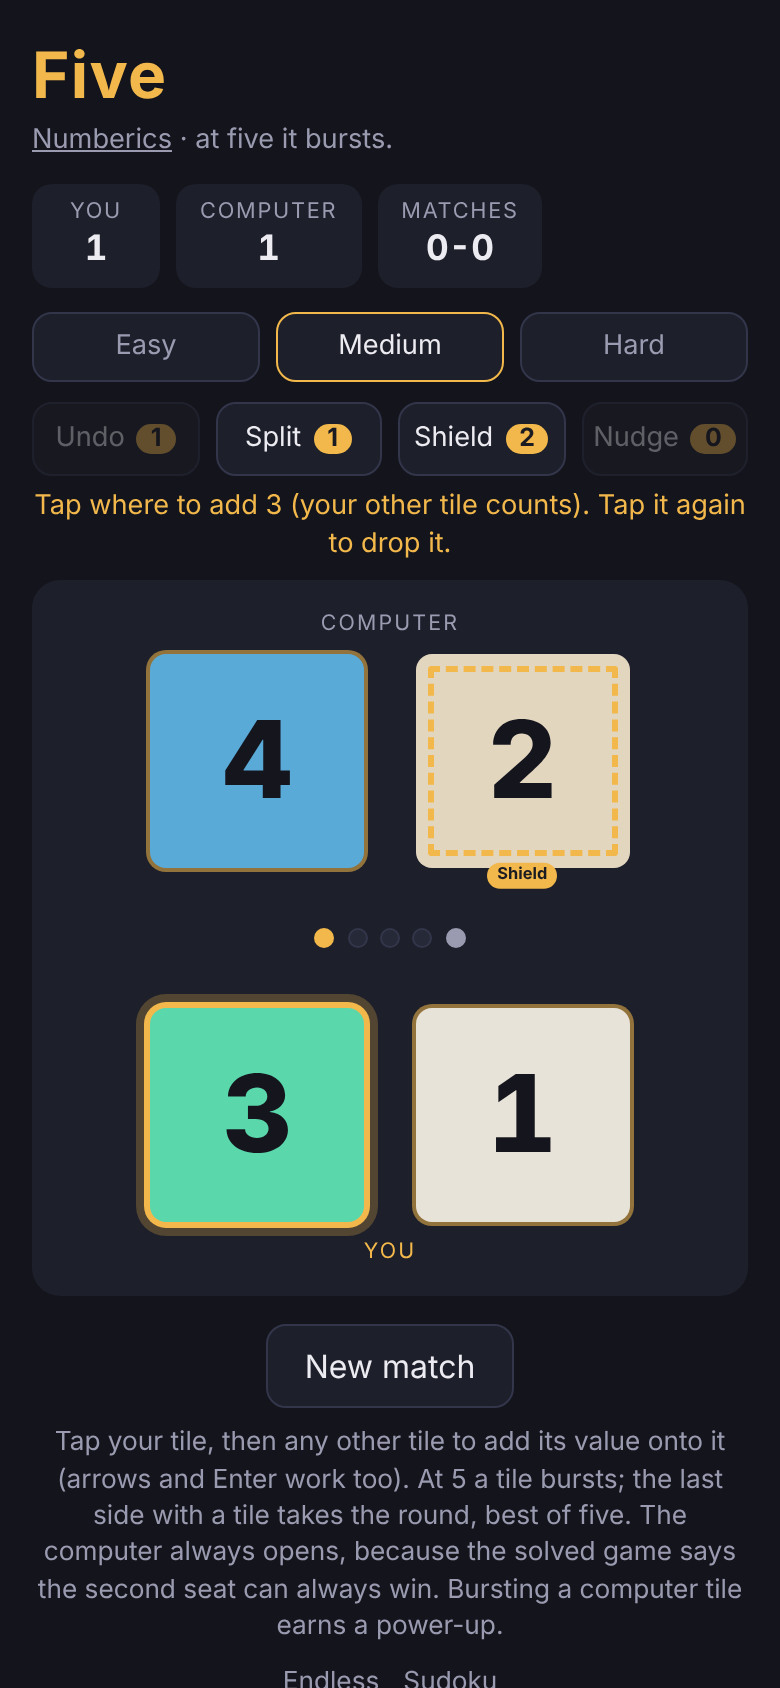 Five
Numberics · at five it bursts.
YOU
1
COMPUTER
1
MATCHES
0-0
Easy
Medium
Hard
Undo 1
Split 1
Shield 2
Nudge 0
Tap where to add 3 (your other tile counts). Tap it again
to drop it.
COMPUTER
4
2
Shield
3
1
YOU
New match
Tap your tile, then any other tile to add its value onto it
(arrows and Enter work too). At 5 a tile bursts; the last
side with a tile takes the round, best of five. The
computer always opens, because the solved game says
the second seat can always win. Bursting a computer tile
earns a power-up.
Endless Sudoku